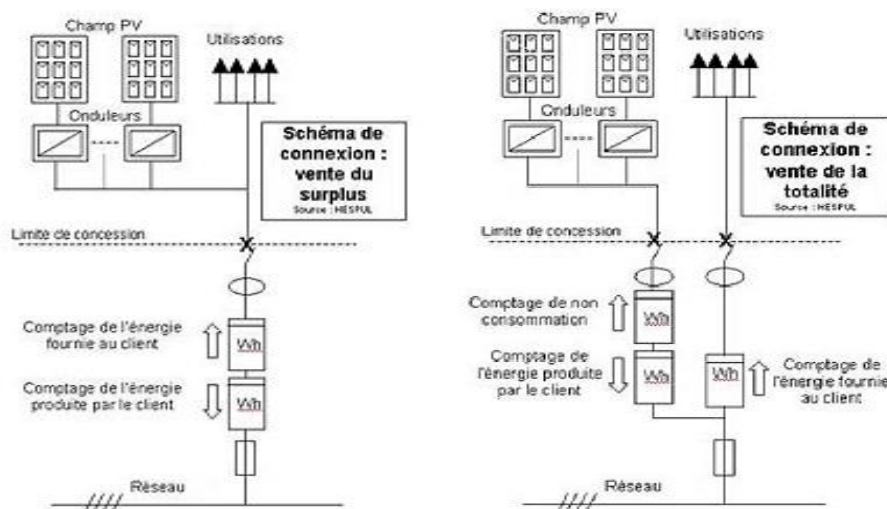 Champ PV
Utilisations
Onduleurs
Schéma de
connexion :
vente du
surplus
Source : HESPUL
Limite de concession
Comptage de l'énergie
fournie au client
Wh
Comptage de l'énergie
produite par le client
Wh
Réseau
Champ PV
Utilisations
Onduleurs
Schéma de
connexion :
vente de la
totalité
Source : HESPUL
Limite de concession
Comptage de non
consommation
Wh
Comptage de
l'énergie produite
par le client
Wh
Wh
Comptage de
l'énergie fournie
au client
Réseau